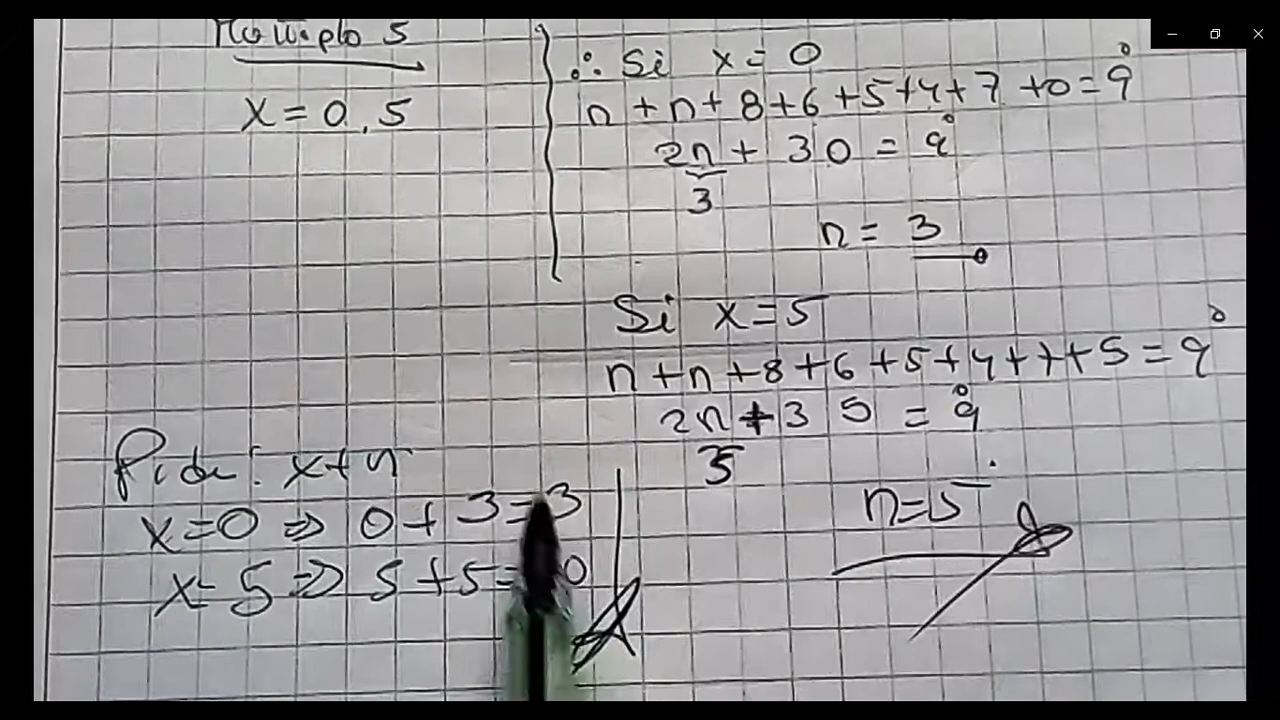 Multiplo 5
x = 0, 5
∴ Si x = 0
n + n + 8 + 6 + 5 + 4 + 7 + 0 = 9°
2n + 30 = 9°
3
n = 3
Si x = 5
n + n + 8 + 6 + 5 + 4 + 7 + 5 = 9°
2n + 35 = 9°
5
n = 5
Pide: x + n
x = 0 ⇒ 0 + 3 = 3
x = 5 ⇒ 5 + 5 = 0